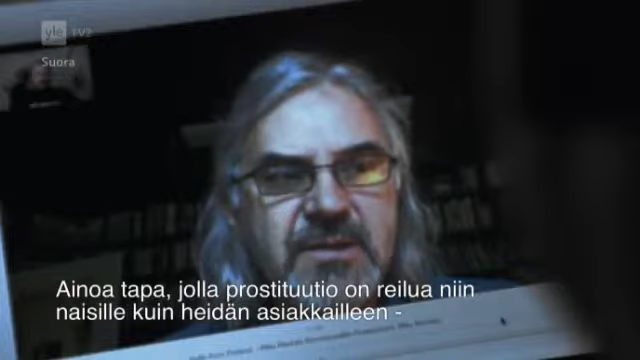 yle TV2
Suora
Ainoa tapa, jolla prostituutio on reilua niin
naisille kuin heidän asiakkailleen -